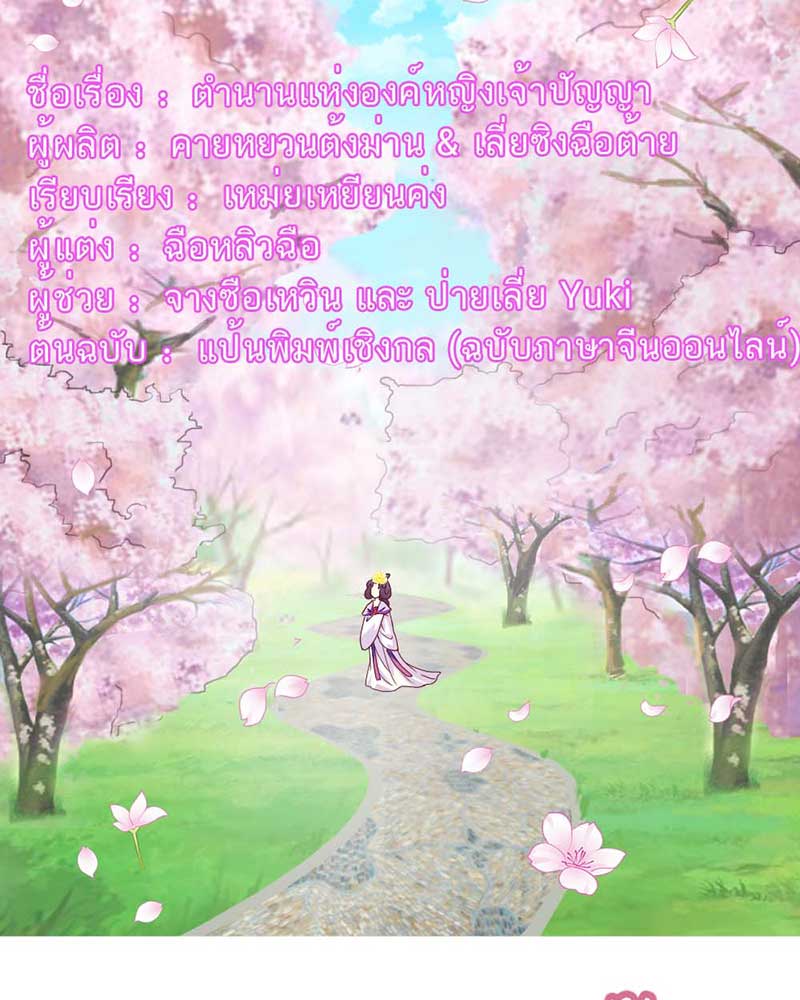 ชื่อเรื่อง : ตำนานแห่งองค์หญิงเจ้าปัญญา
ผู้ผลิต : คายหยวนต้งม่าน & เลี่ยซิงฉือต้าย
เรียบเรียง : เหม่ยเหยียนค่ง
ผู้แต่ง : ฉือหลิวฉือ
ผู้ช่วย : จางซือเหวิน และ ป่ายเลี่ย Yuki
ต้นฉบับ : แป้นพิมพ์เชิงกล (ฉบับภาษาจีนออนไลน์)